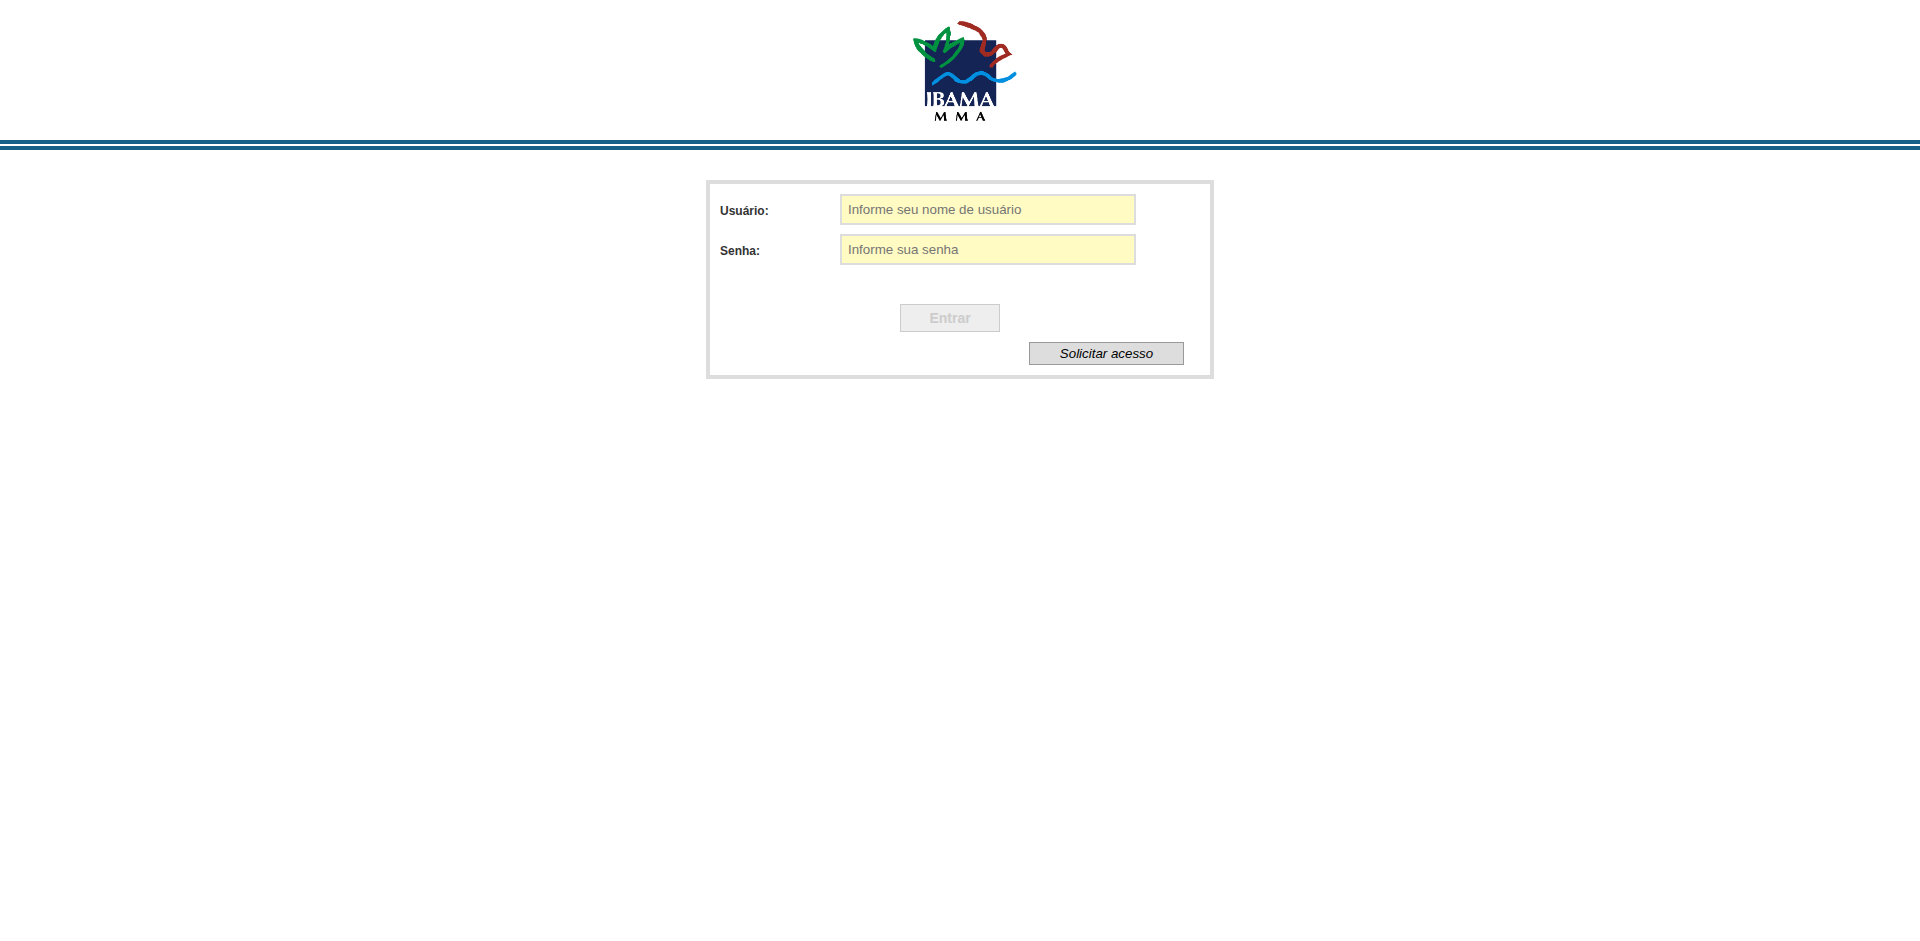 IBAMA
M M A
Usuário: Informe seu nome de usuário
Senha: Informe sua senha
Entrar
Solicitar acesso